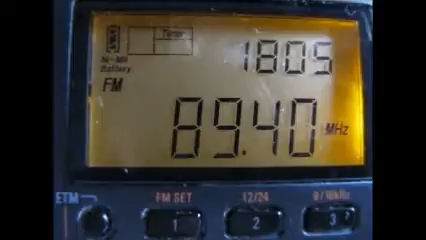 Timer
1805
Ni-MH
Battery
FM
89.40 MHz
ETM
FM SET
12/24
9/10kHz
1
2
3